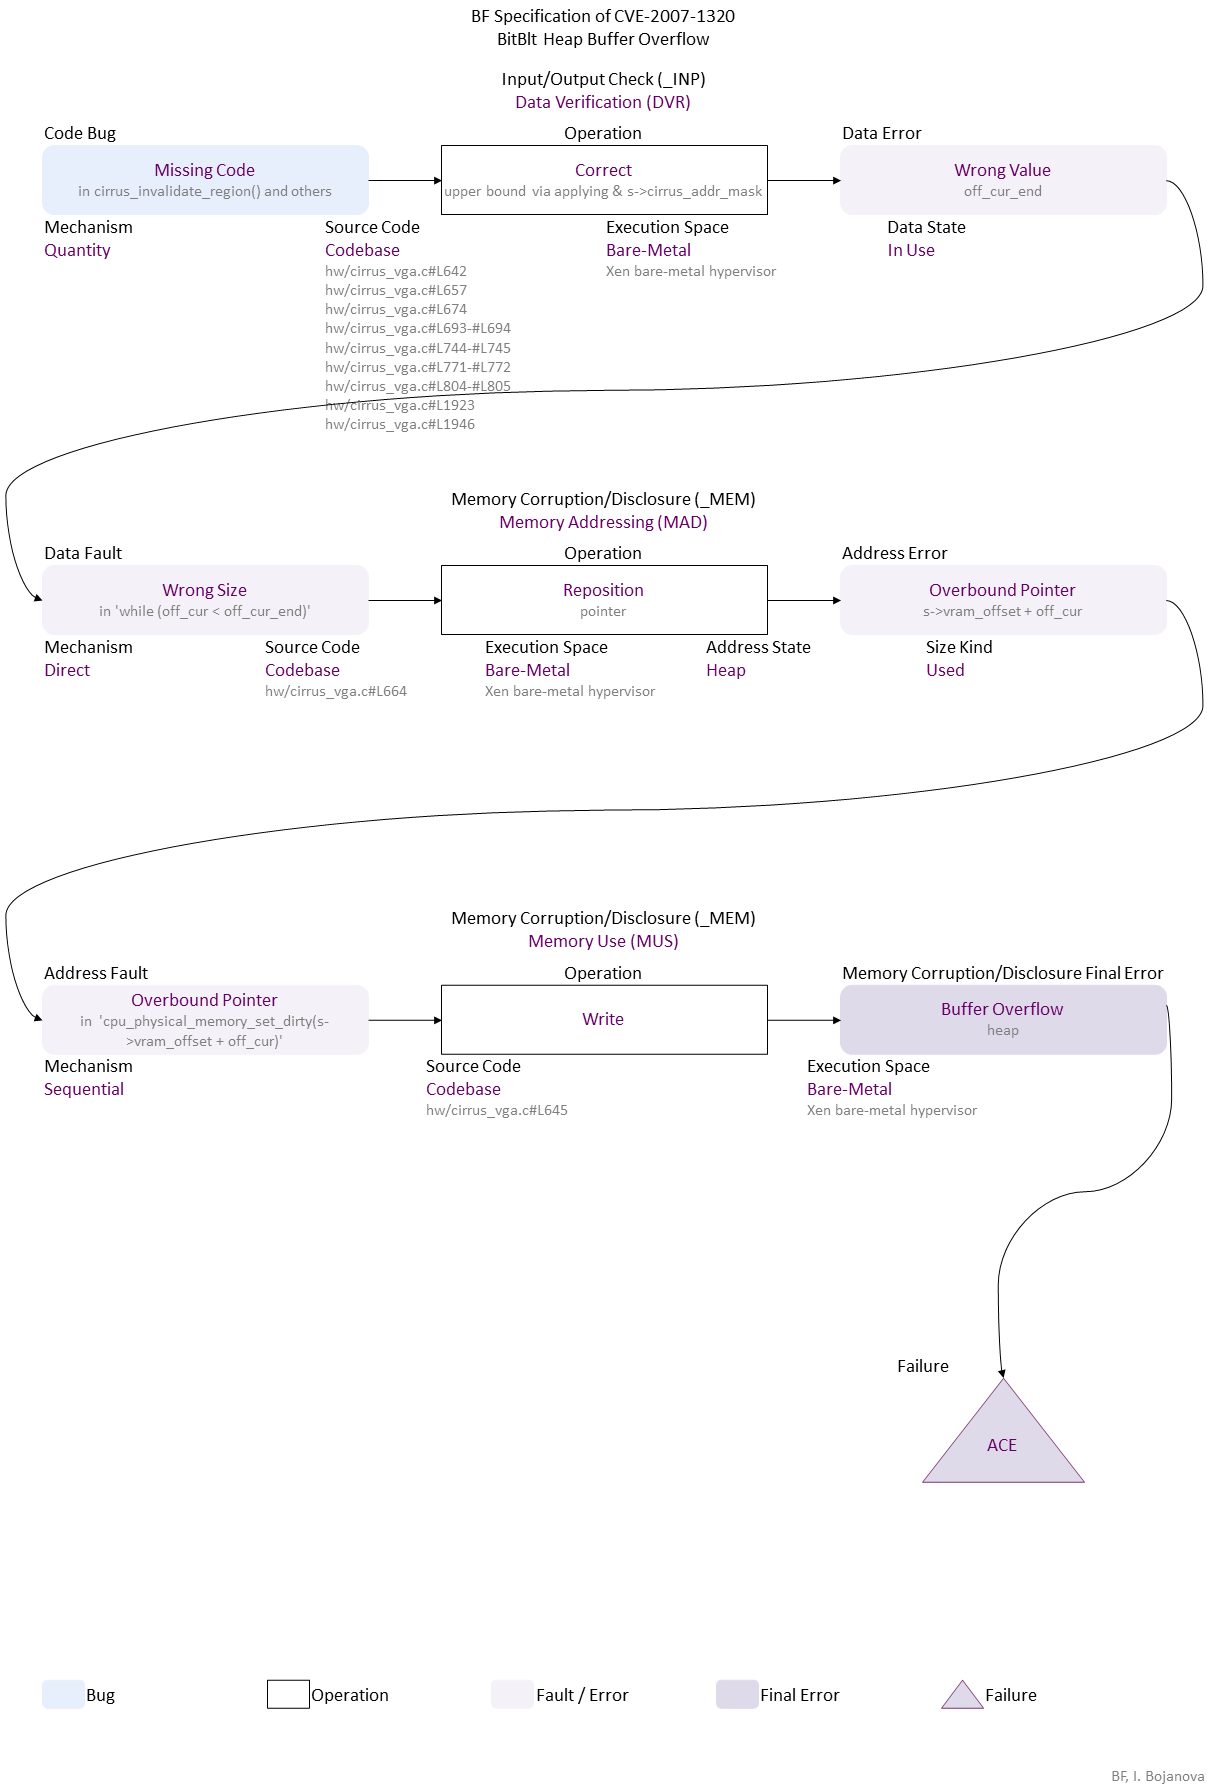 BF Specification of CVE-2007-1320
BitBlt Heap Buffer Overflow
Input/Output Check (_INP)
Data Verification (DVR)
Code Bug
Operation
Data Error
Missing Code
in cirrus_invalidate_region() and others
Correct
upper bound via applying & s->cirrus_addr_mask
Wrong Value
off_cur_end
Mechanism
Quantity
Source Code
Codebase
hw/cirrus_vga.c#L642
hw/cirrus_vga.c#L657
hw/cirrus_vga.c#L674
hw/cirrus_vga.c#L693-#L694
hw/cirrus_vga.c#L744-#L745
hw/cirrus_vga.c#L771-#L772
hw/cirrus_vga.c#L804-#L805
hw/cirrus_vga.c#L1923
hw/cirrus_vga.c#L1946
Execution Space
Bare-Metal
Xen bare-metal hypervisor
Data State
In Use
Memory Corruption/Disclosure (_MEM)
Memory Addressing (MAD)
Data Fault
Operation
Address Error
Wrong Size
in 'while (off_cur < off_cur_end)'
Reposition
pointer
Overbound Pointer
s->vram_offset + off_cur
Mechanism
Direct
Source Code
Codebase
hw/cirrus_vga.c#L664
Execution Space
Bare-Metal
Xen bare-metal hypervisor
Address State
Heap
Size Kind
Used
Memory Corruption/Disclosure (_MEM)
Memory Use (MUS)
Address Fault
Operation
Memory Corruption/Disclosure Final Error
Overbound Pointer
in 'cpu_physical_memory_set_dirty(s-
>vram_offset + off_cur)'
Write
Buffer Overflow
heap
Mechanism
Sequential
Source Code
Codebase
hw/cirrus_vga.c#L645
Execution Space
Bare-Metal
Xen bare-metal hypervisor
Failure
ACE
Bug
Operation
Fault / Error
Final Error
Failure
BF, I. Bojanova